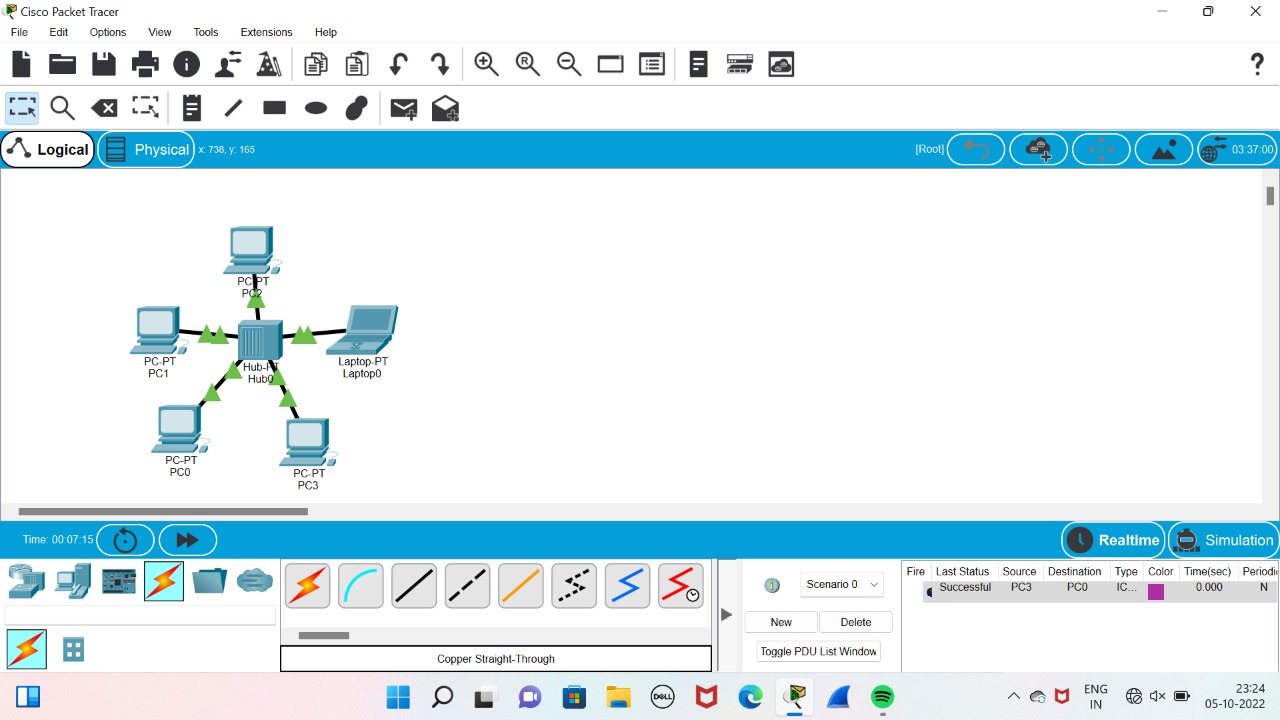 Cisco Packet Tracer
File Edit Options View Tools Extensions Help
Logical Physical x: 738, y: 165 [Root] 03:37:00
PC-PT
PC2
PC-PT
PC1
Hub-PT
Hub0
Laptop-PT
Laptop0
PC-PT
PC0
PC-PT
PC3
Time: 00:07:15 Realtime Simulation
Scenario 0
New Delete
Toggle PDU List Window
Fire Last Status Source Destination Type Color Time(sec) Periodic
Successful PC3 PC0 IC... 0.000 N
Copper Straight-Through
DELL
ENG
IN
23:24
05-10-2022